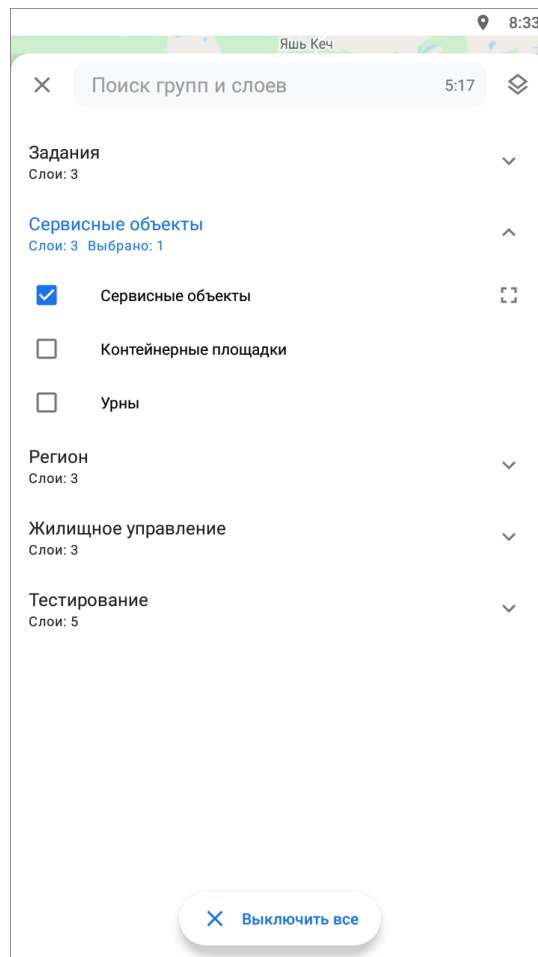 8:33
Яшь Кеч
Поиск групп и слоев 5:17
Задания
Слои: 3
Сервисные объекты
Слои: 3 Выбрано: 1
Сервисные объекты
Контейнерные площадки
Урны
Регион
Слои: 3
Жилищное управление
Слои: 3
Тестирование
Слои: 5
Выключить все